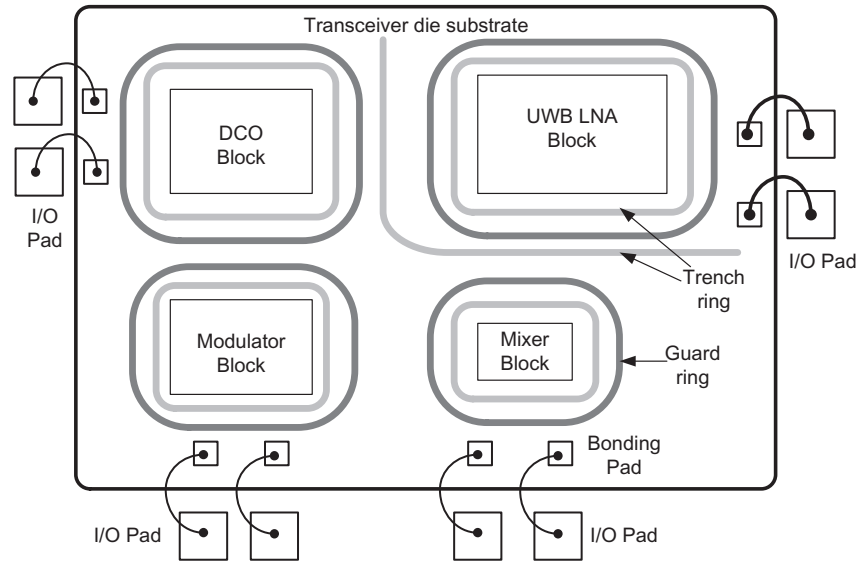 Transceiver die substrate
DCO
Block
UWB LNA
Block
I/O
Pad
I/O Pad
Trench
ring
Modulator
Block
Mixer
Block
Guard
ring
Bonding
Pad
I/O Pad
I/O Pad